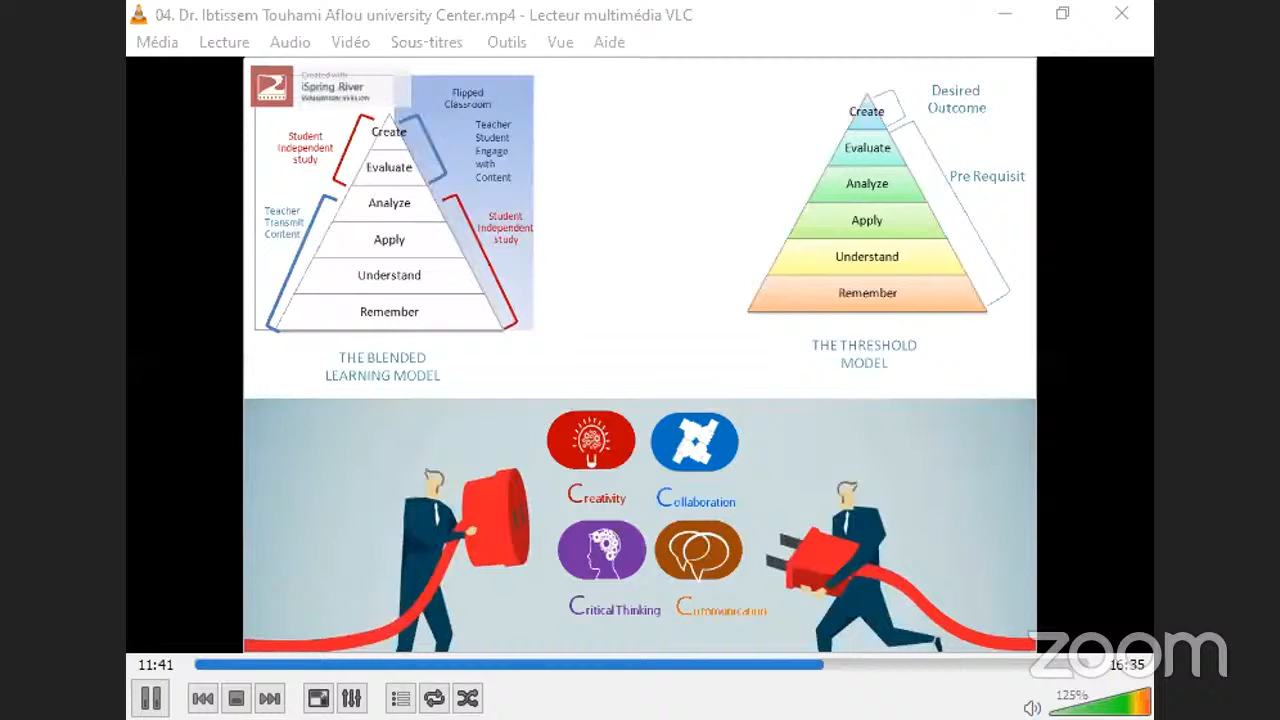 04. Dr. Ibtissem Touhami Aflou university Center.mp4 - Lecteur multimédia VLC
Média Lecture Audio Vidéo Sous-titres Outils Vue Aide
Created with
iSpring River
Flipped
Classroom
Student
Independent
study
Teacher
Student
Engage
with
Content
Teacher
Transmit
Content
Student
Independent
study
Create
Evaluate
Analyze
Apply
Understand
Remember
THE BLENDED
LEARNING MODEL
Desired
Outcome
Pre Requisit
Create
Evaluate
Analyze
Apply
Understand
Remember
THE THRESHOLD
MODEL
Creativity
Collaboration
Critical Thinking
Communication
zoom
11:41
16:35
125%